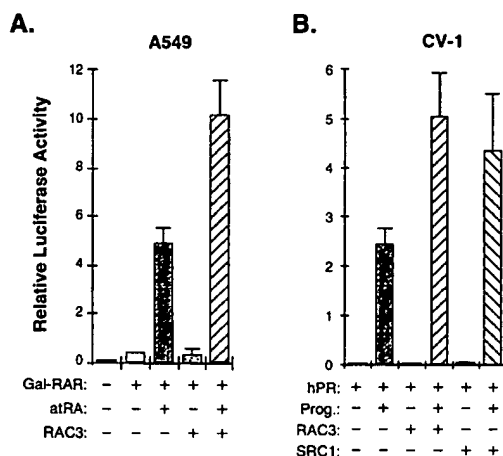 A.
A549
Relative Luciferase Activity
12
10
8
6
4
2
0
Gal-RAR: − + + + +
atRA: − − + − +
RAC3: − − − + +
B.
CV-1
6
5
4
3
2
1
0
hPR: + + + + + +
Prog.: − + − + − +
RAC3: − − + + − −
SRC1: − − − − + +